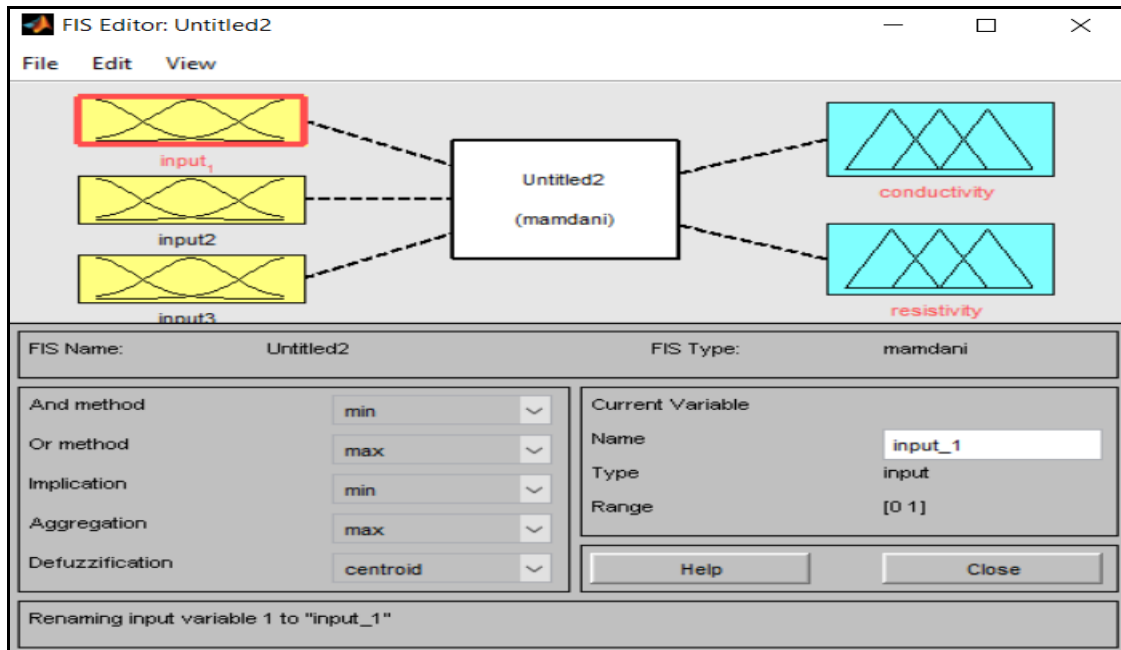 FIS Editor: Untitled2
File Edit View
input1
input2
input3
Untitled2
(mamdani)
conductivity
resistivity
FIS Name: Untitled2 FIS Type: mamdani
And method min
Or method max
Implication min
Aggregation max
Defuzzification centroid
Current Variable
Name input_1
Type input
Range [0 1]
Help Close
Renaming input variable 1 to "input_1"